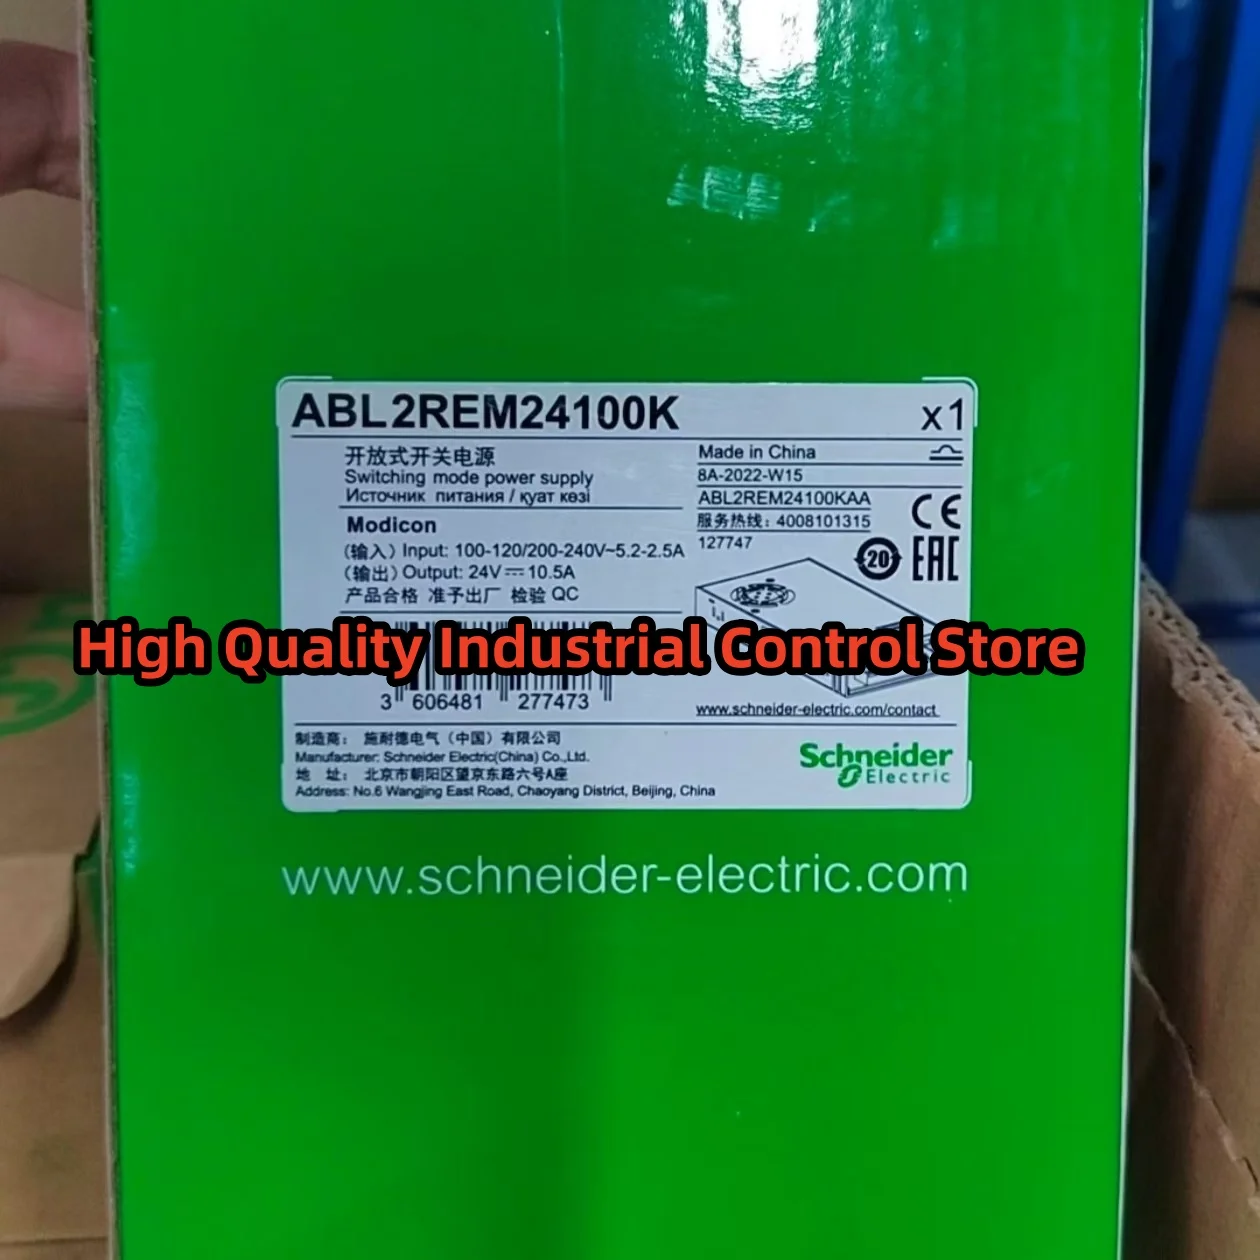 ABL2REM24100K x1
开放式开关电源
Switching mode power supply
Источник питания / қуат көзі
Modicon
(输入) Input: 100-120/200-240V~5.2-2.5A
(输出) Output: 24V⎓10.5A
产品合格 准予出厂 检验 QC
Made in China
8A-2022-W15
ABL2REM24100KAA
服务热线: 4008101315
127747
CE
20
EAC
High Quality Industrial Control Store
3 606481 277473
www.schneider-electric.com/contact
制造商: 施耐德电气(中国)有限公司
Manufacturer: Schneider Electric(China) Co.,Ltd.
地 址: 北京市朝阳区望京东路六号A座
Address: No.6 Wangjing East Road, Chaoyang District, Beijing, China
Schneider
Electric
www.schneider-electric.com